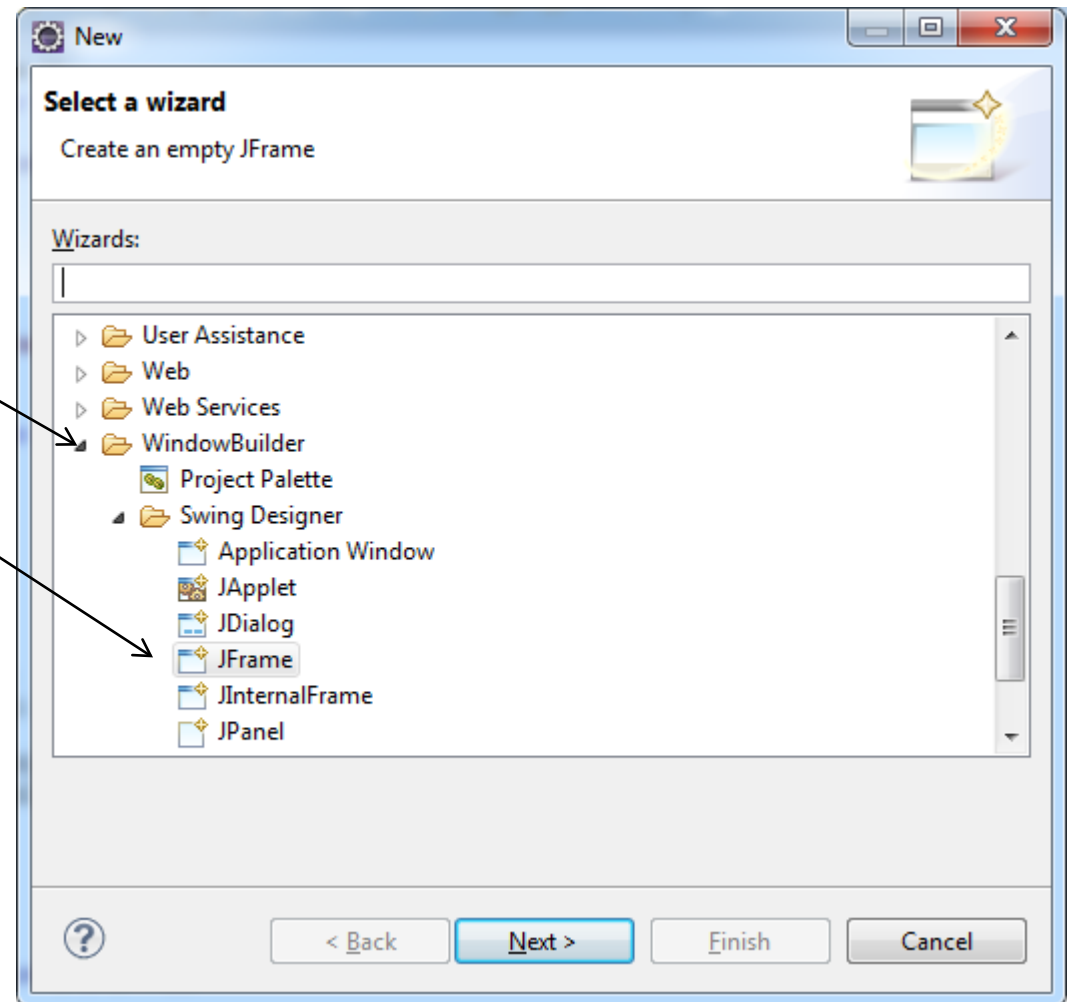 New
Select a wizard
Create an empty JFrame
Wizards:
User Assistance
Web
Web Services
WindowBuilder
Project Palette
Swing Designer
Application Window
JApplet
JDialog
JFrame
JInternalFrame
JPanel
? < Back Next > Finish Cancel